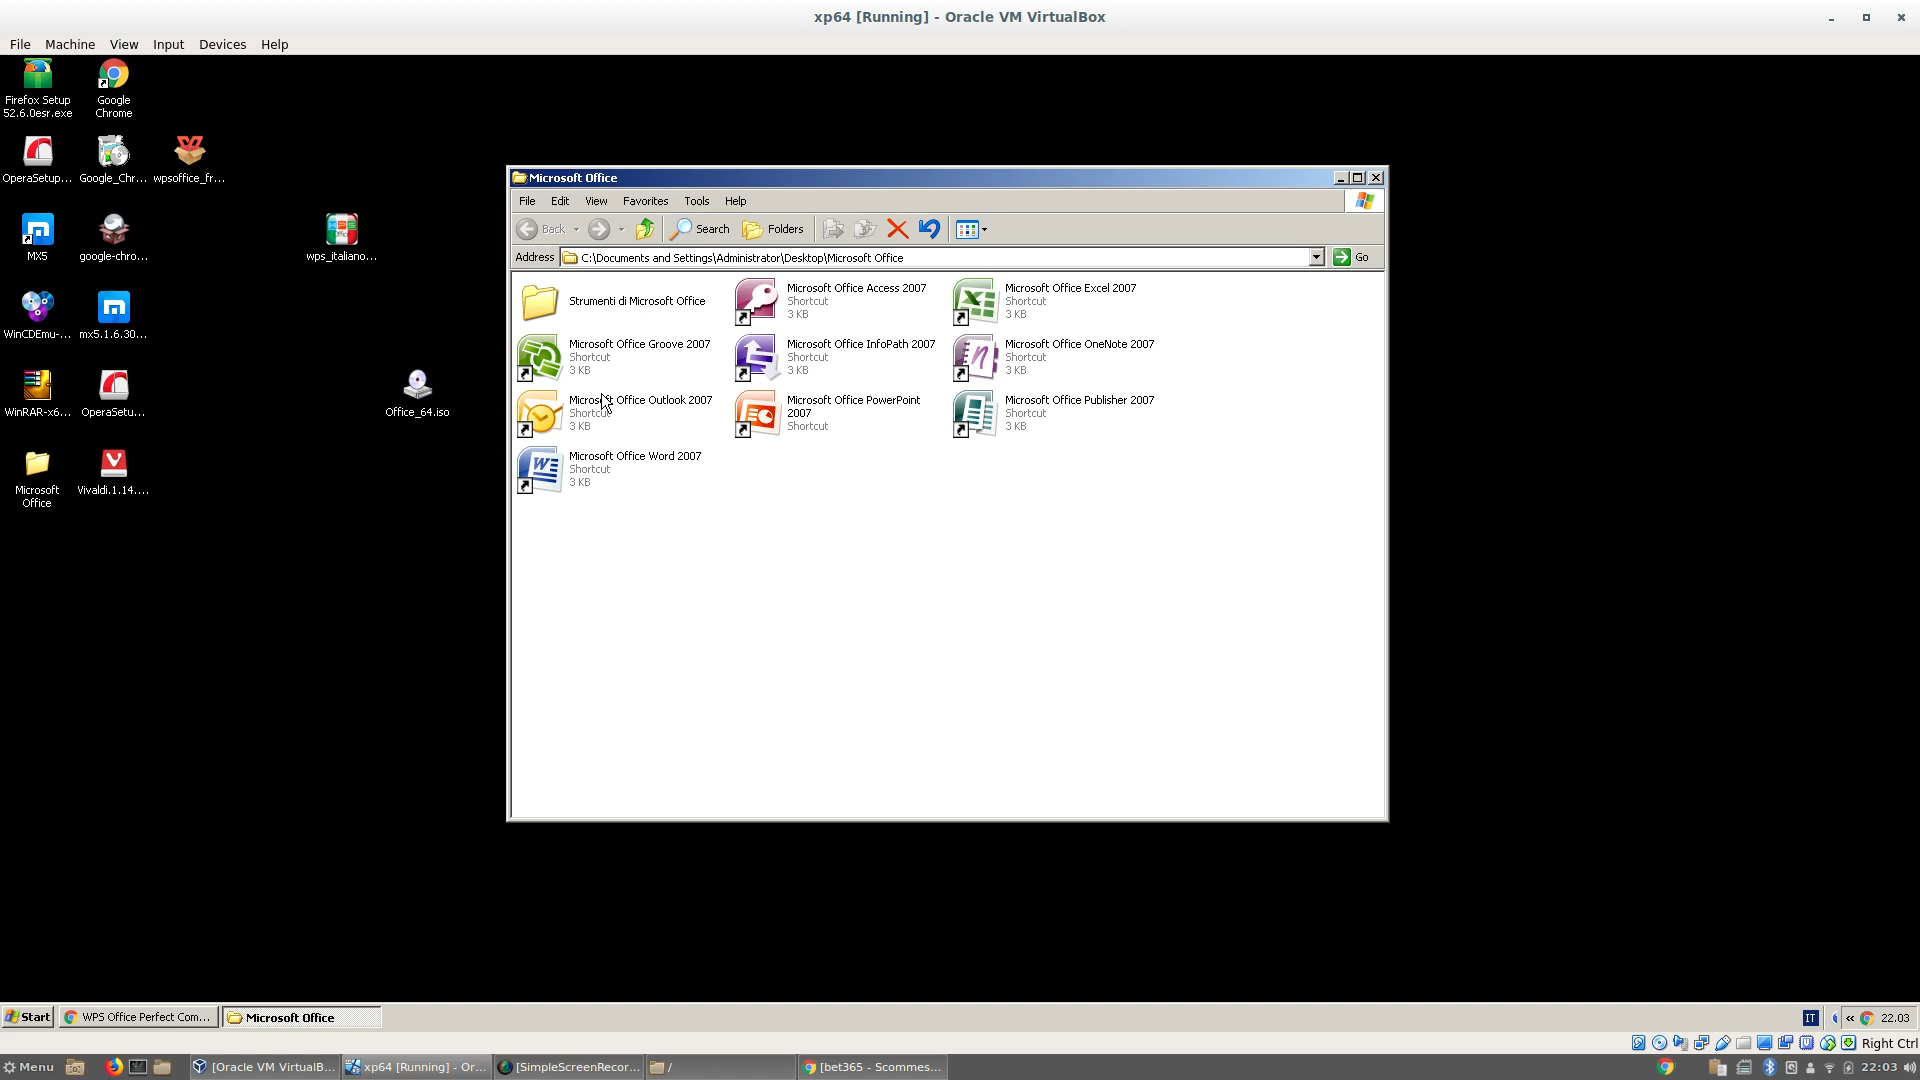 xp64 [Running] - Oracle VM VirtualBox
File Machine View Input Devices Help
Firefox Setup 52.6.0esr.exe
Google Chrome
OperaSetup...
Google_Chr...
wpsoffice_fr...
MX5
google-chro...
wps_italiano...
WinCDEmu-...
mx5.1.6.30...
WinRAR-x6...
OperaSetu...
Office_64.iso
Microsoft Office
Vivaldi.1.14....
Microsoft Office
File Edit View Favorites Tools Help
Back Search Folders
Address C:\Documents and Settings\Administrator\Desktop\Microsoft Office Go
Strumenti di Microsoft Office
Microsoft Office Access 2007
Shortcut
3 KB
Microsoft Office Excel 2007
Shortcut
3 KB
Microsoft Office Groove 2007
Shortcut
3 KB
Microsoft Office InfoPath 2007
Shortcut
3 KB
Microsoft Office OneNote 2007
Shortcut
3 KB
Microsoft Office Outlook 2007
Shortcut
3 KB
Microsoft Office PowerPoint
2007
Shortcut
Microsoft Office Publisher 2007
Shortcut
3 KB
Microsoft Office Word 2007
Shortcut
3 KB
Start WPS Office Perfect Com... Microsoft Office IT « 22.03
Right Ctrl
Menu [Oracle VM VirtualB... xp64 [Running] - Or... [SimpleScreenRecor... / [bet365 - Scommes... 22:03